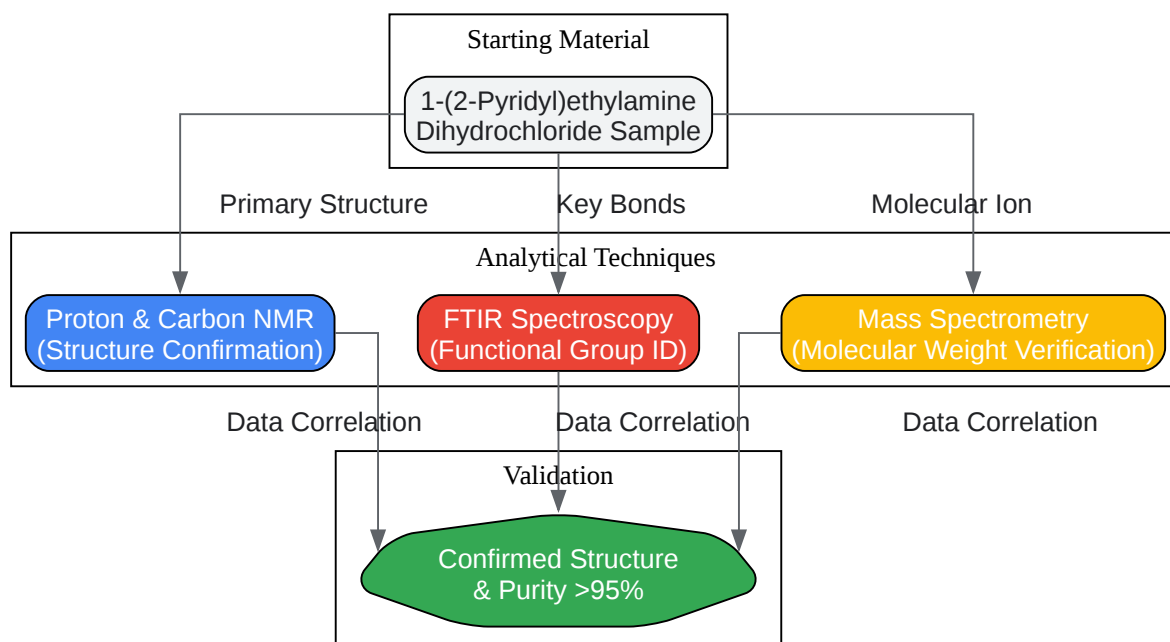 Starting Material
1-(2-Pyridyl)ethylamine
Dihydrochloride Sample
Primary Structure
Key Bonds
Molecular Ion
Analytical Techniques
Proton & Carbon NMR
(Structure Confirmation)
FTIR Spectroscopy
(Functional Group ID)
Mass Spectrometry
(Molecular Weight Verification)
Data Correlation
Data Correlation
Data Correlation
Validation
Confirmed Structure
& Purity >95%